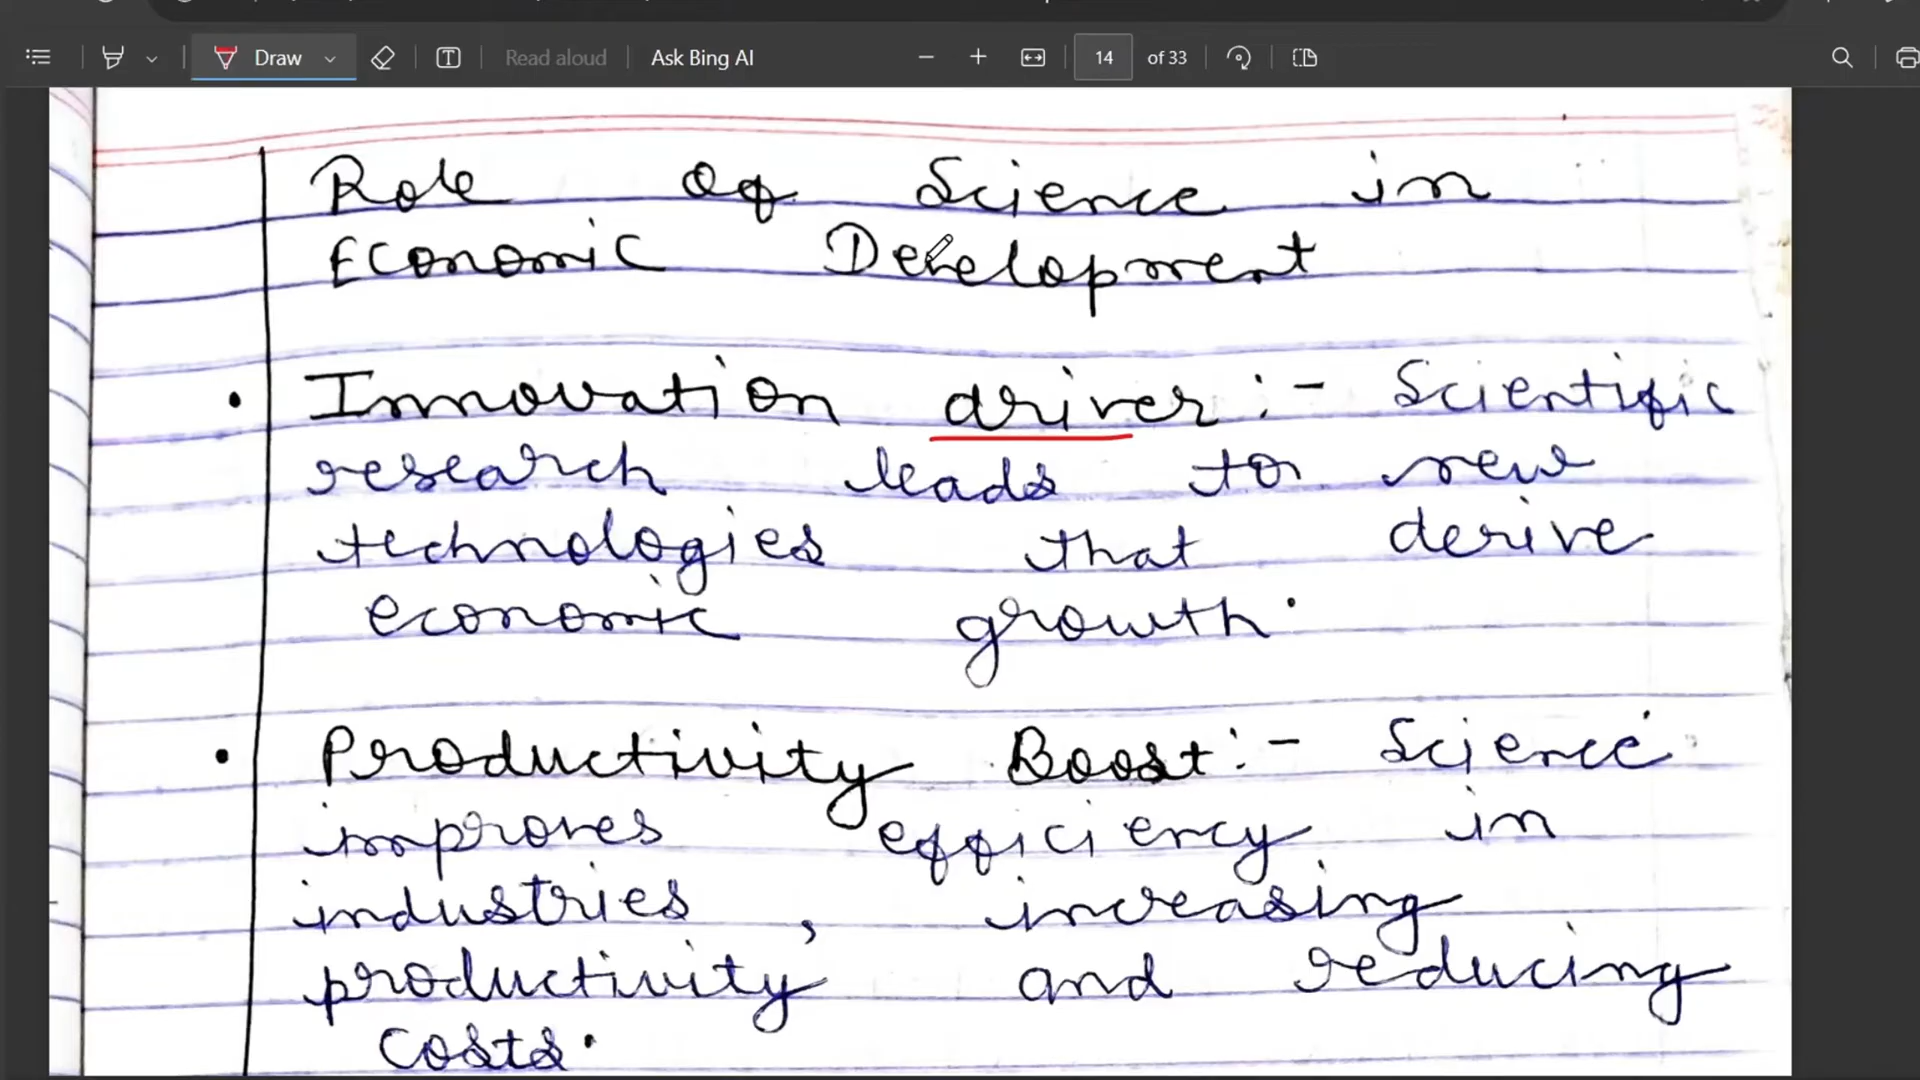 Draw
Read aloud
Ask Bing AI
14 of 33
Role of Science in
Economic Development
• Innovation driver :- Scientific
research leads to new
technologies that derive
economic growth.
• Productivity Boost :- Science
improves efficiency in
industries, increasing
productivity and reducing
costs.